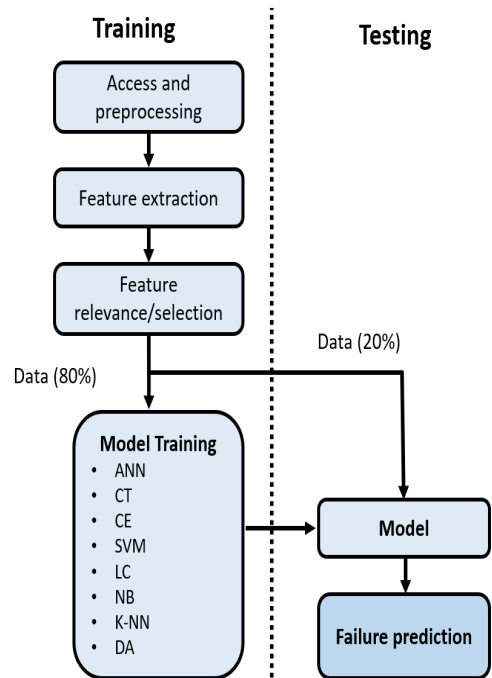 Training
Testing
Access and
preprocessing
Feature extraction
Feature
relevance/selection
Data (80%)
Data (20%)
Model Training
• ANN
• CT
• CE
• SVM
• LC
• NB
• K-NN
• DA
Model
Failure prediction